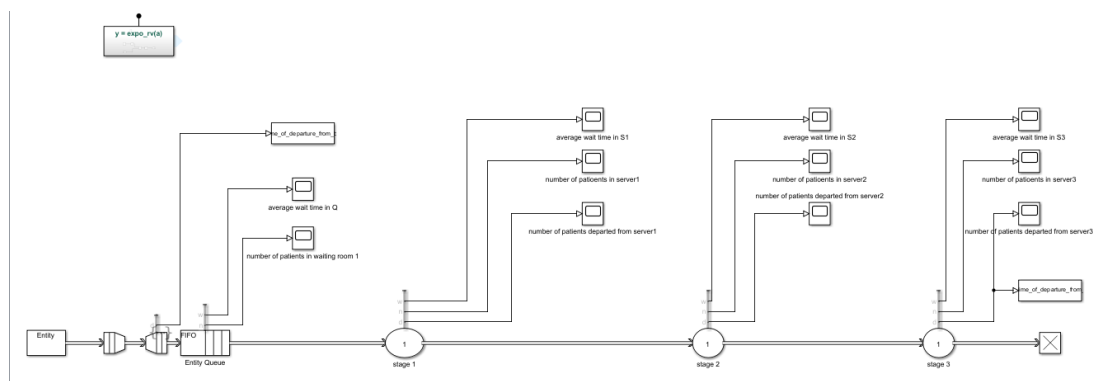 y = expo_rv(a)
me_of_departure_from_
average wait time in Q
number of patients in waiting room 1
average wait time in S1
number of patioents in server1
number of patients departed from server1
average wait time in S2
number of patioents in server2
number of patients departed from server2
average wait time in S3
number of patioents in server3
number of patients departed from server3
me_of_departure_from_
w
n
w
n
d
w
n
d
w
n
d
Entity
FIFO
Entity Queue
1
stage 1
1
stage 2
1
stage 3